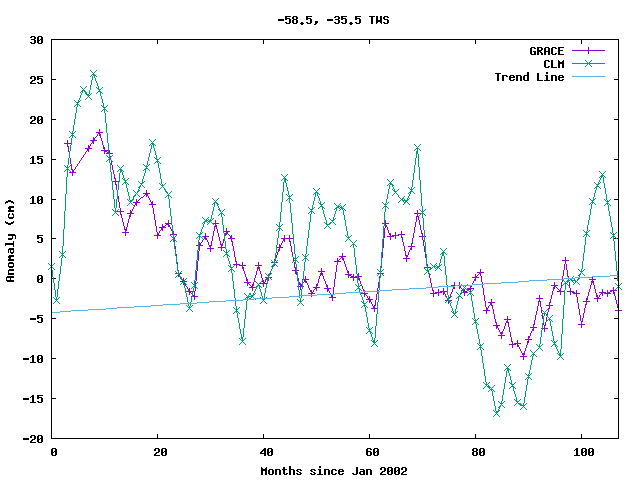 -58.5, -35.5 TWS
30
25
20
15
10
5
0
-5
-10
-15
-20
Anomaly (cm)
GRACE
CLM
Trend Line
0 20 40 60 80 100
Months since Jan 2002